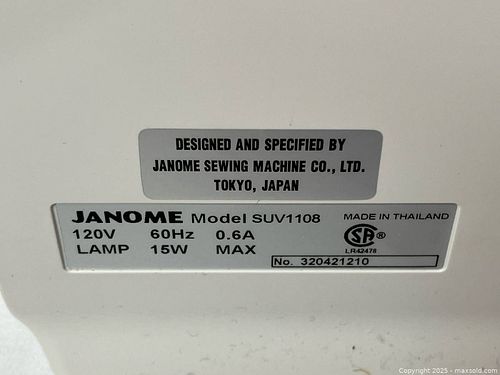 DESIGNED AND SPECIFIED BY
JANOME SEWING MACHINE CO., LTD.
TOKYO, JAPAN
JANOME Model SUV1108 MADE IN THAILAND
120V 60Hz 0.6A
LAMP 15W MAX
SA ®
LR42478
No. 320421210
Copyright © 2025 - maxsold.com